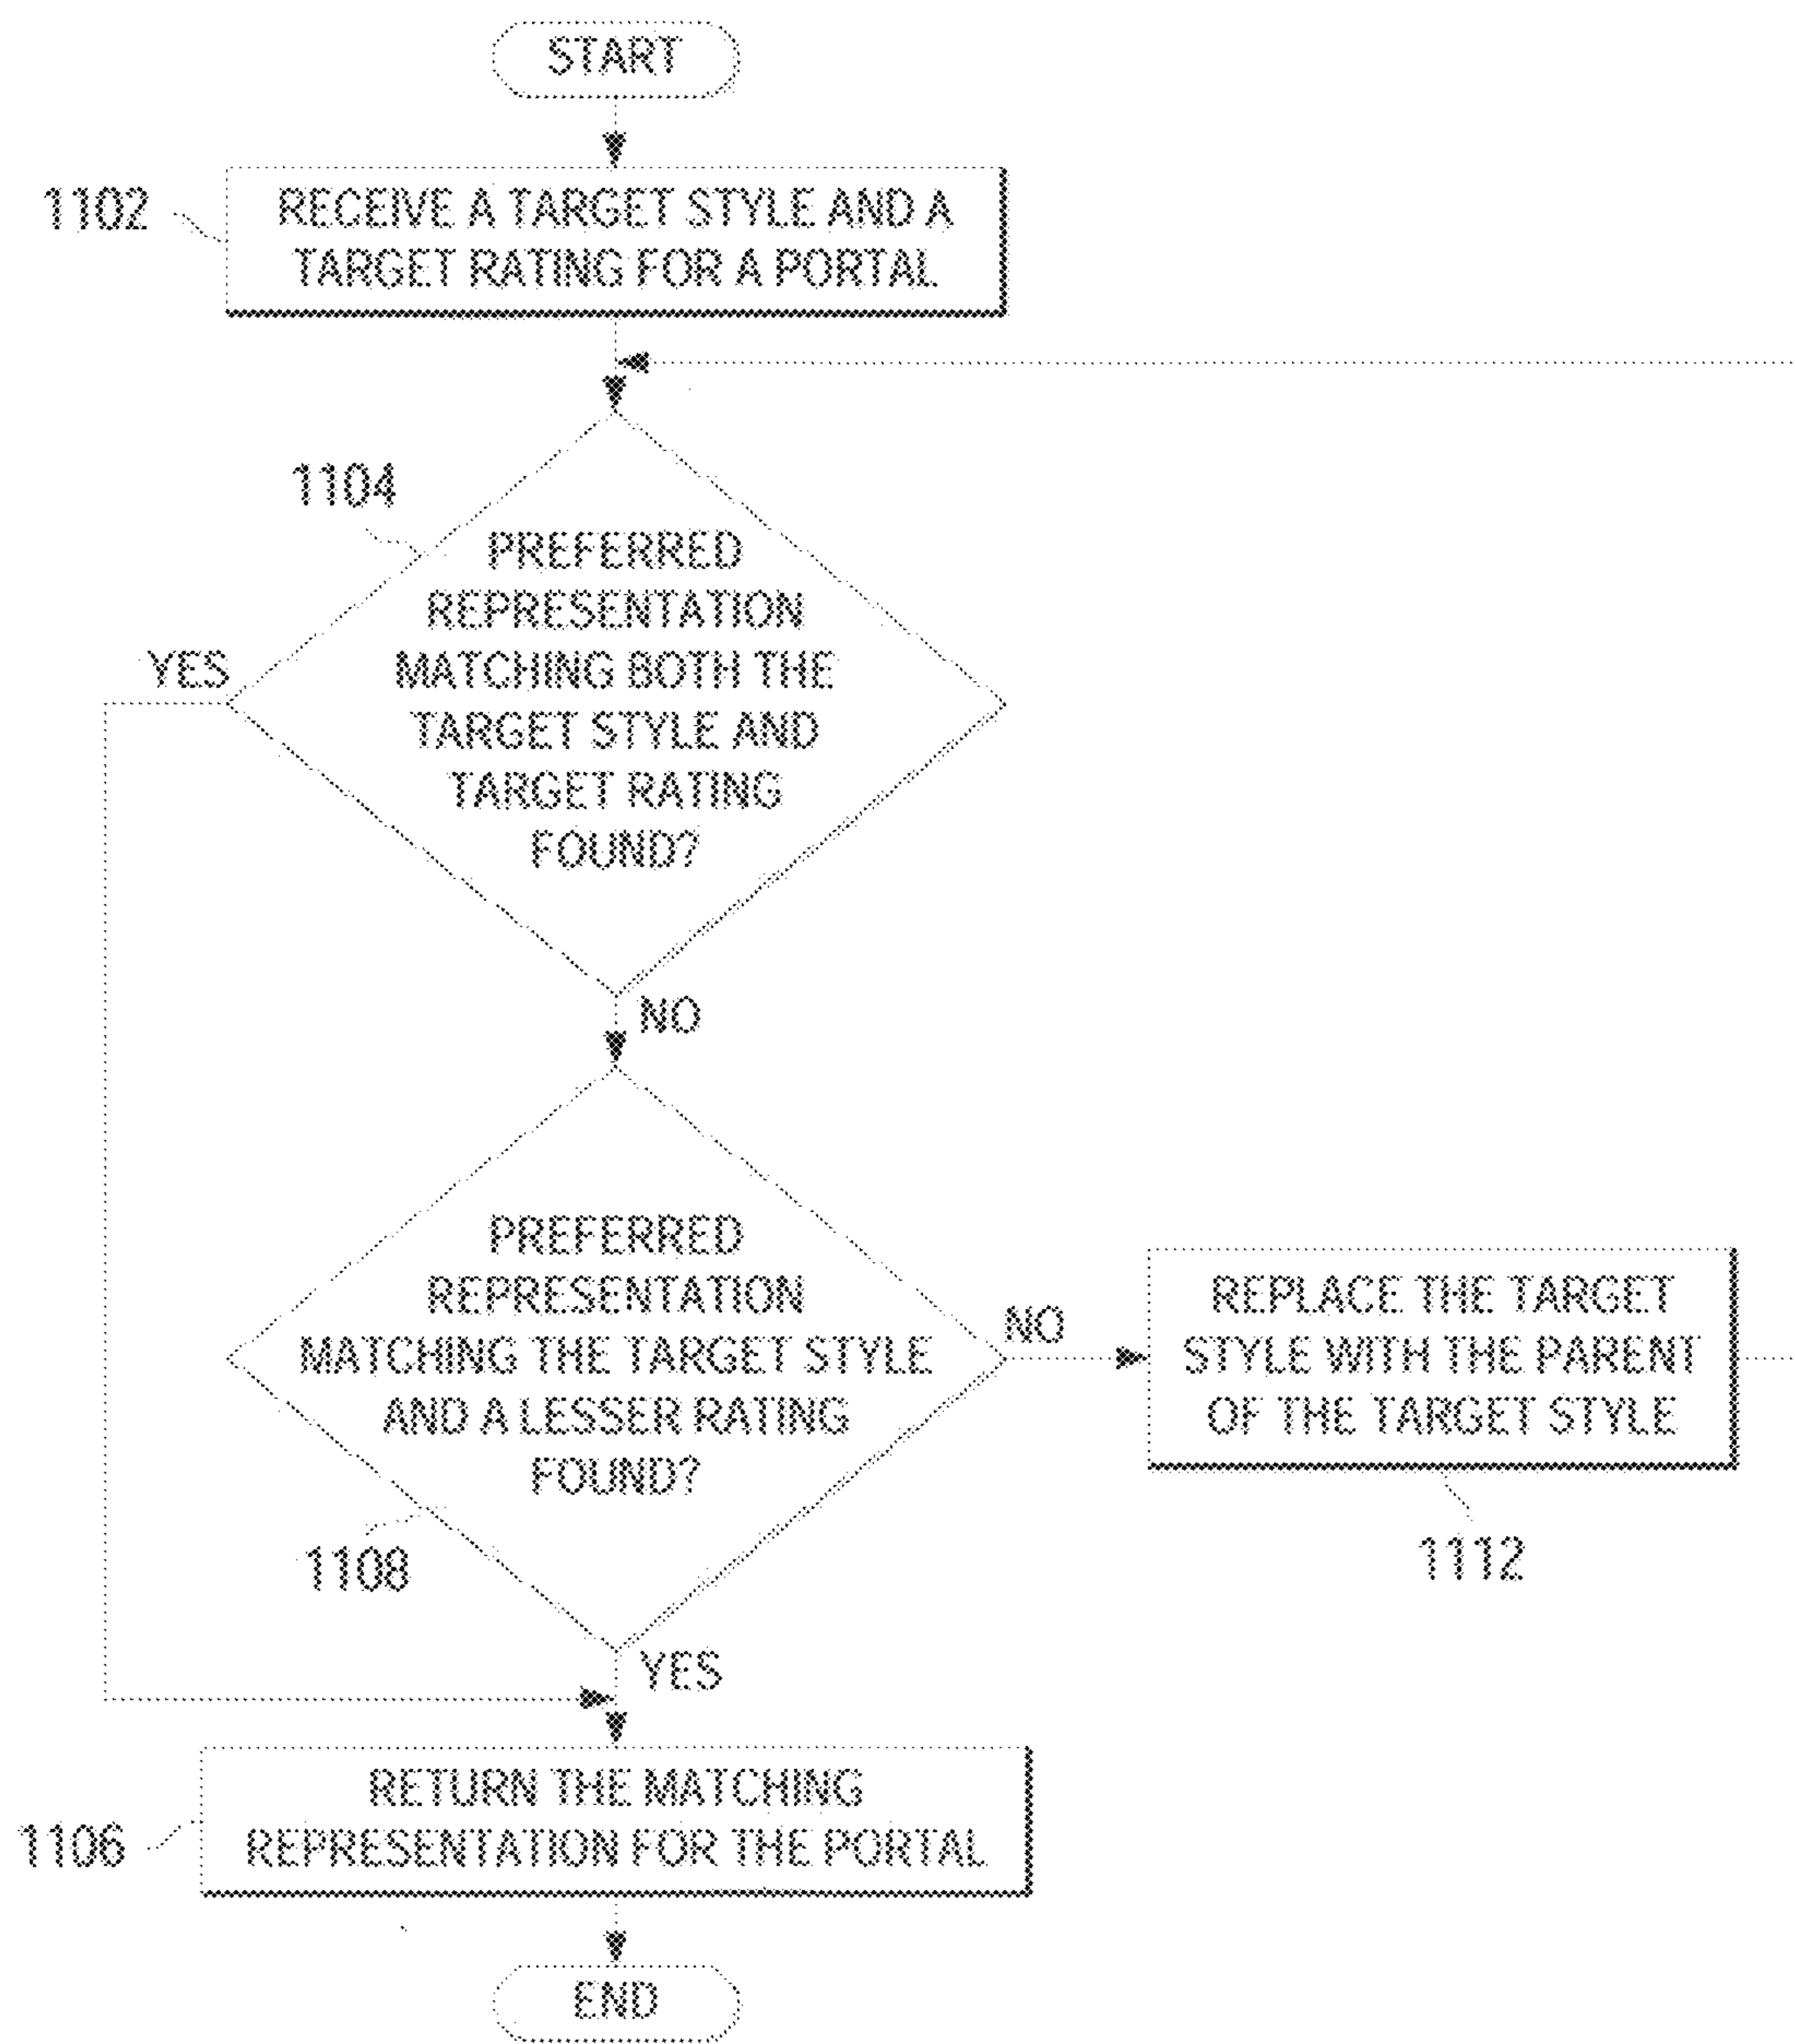 START
1102
RECEIVE A TARGET STYLE AND A
TARGET RATING FOR A PORTAL
1104
PREFERRED
REPRESENTATION
MATCHING BOTH THE
TARGET STYLE AND
TARGET RATING
FOUND?
YES
NO
PREFERRED
REPRESENTATION
MATCHING THE TARGET STYLE
AND A LESSER RATING
FOUND?
NO
REPLACE THE TARGET
STYLE WITH THE PARENT
OF THE TARGET STYLE
1108
1112
YES
RETURN THE MATCHING
REPRESENTATION FOR THE PORTAL
1106
END